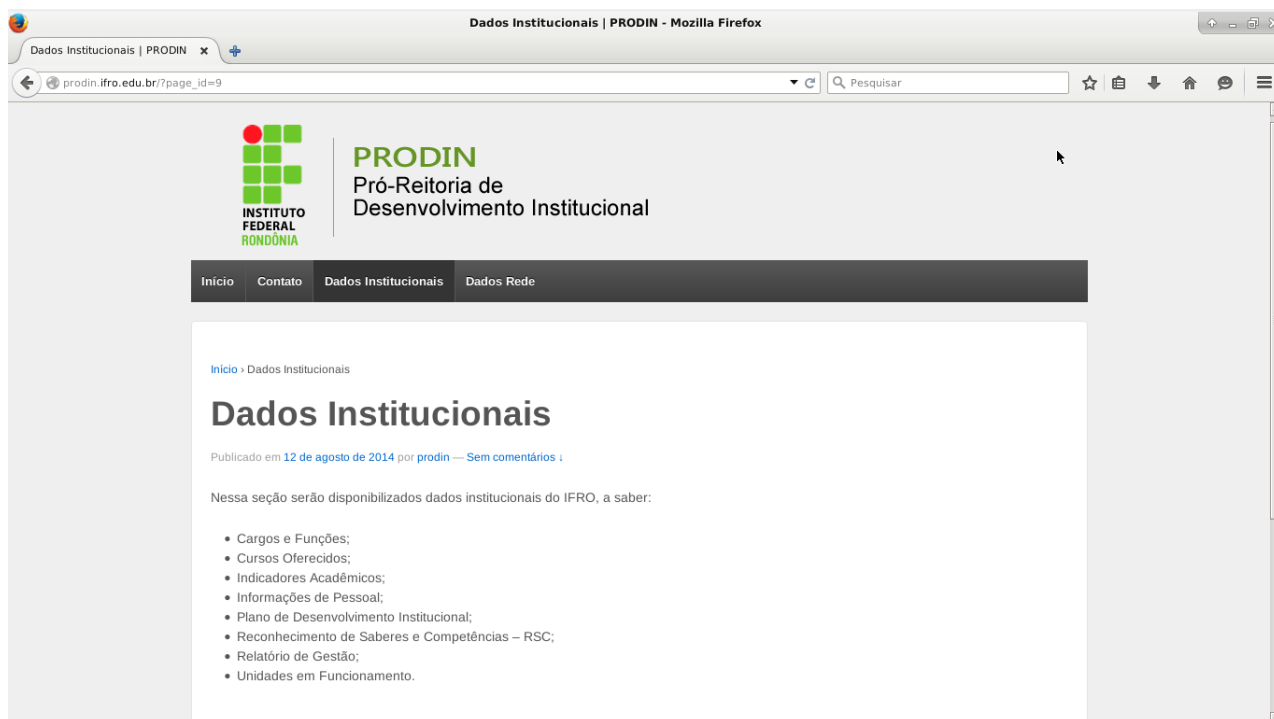 Dados Institucionais | PRODIN - Mozilla Firefox
Dados Institucionais | PRODIN
prodin.ifro.edu.br/?page_id=9
Pesquisar
INSTITUTO
FEDERAL
RONDÔNIA
PRODIN
Pró-Reitoria de
Desenvolvimento Institucional
Início Contato Dados Institucionais Dados Rede
Início › Dados Institucionais
Dados Institucionais
Publicado em 12 de agosto de 2014 por prodin — Sem comentários ↓
Nessa seção serão disponibilizados dados institucionais do IFRO, a saber:
• Cargos e Funções;
• Cursos Oferecidos;
• Indicadores Acadêmicos;
• Informações de Pessoal;
• Plano de Desenvolvimento Institucional;
• Reconhecimento de Saberes e Competências – RSC;
• Relatório de Gestão;
• Unidades em Funcionamento.